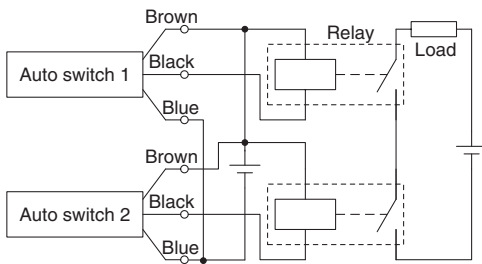 Brown
Relay
Load
Auto switch 1
Black
Blue
Brown
Auto switch 2
Black
Blue